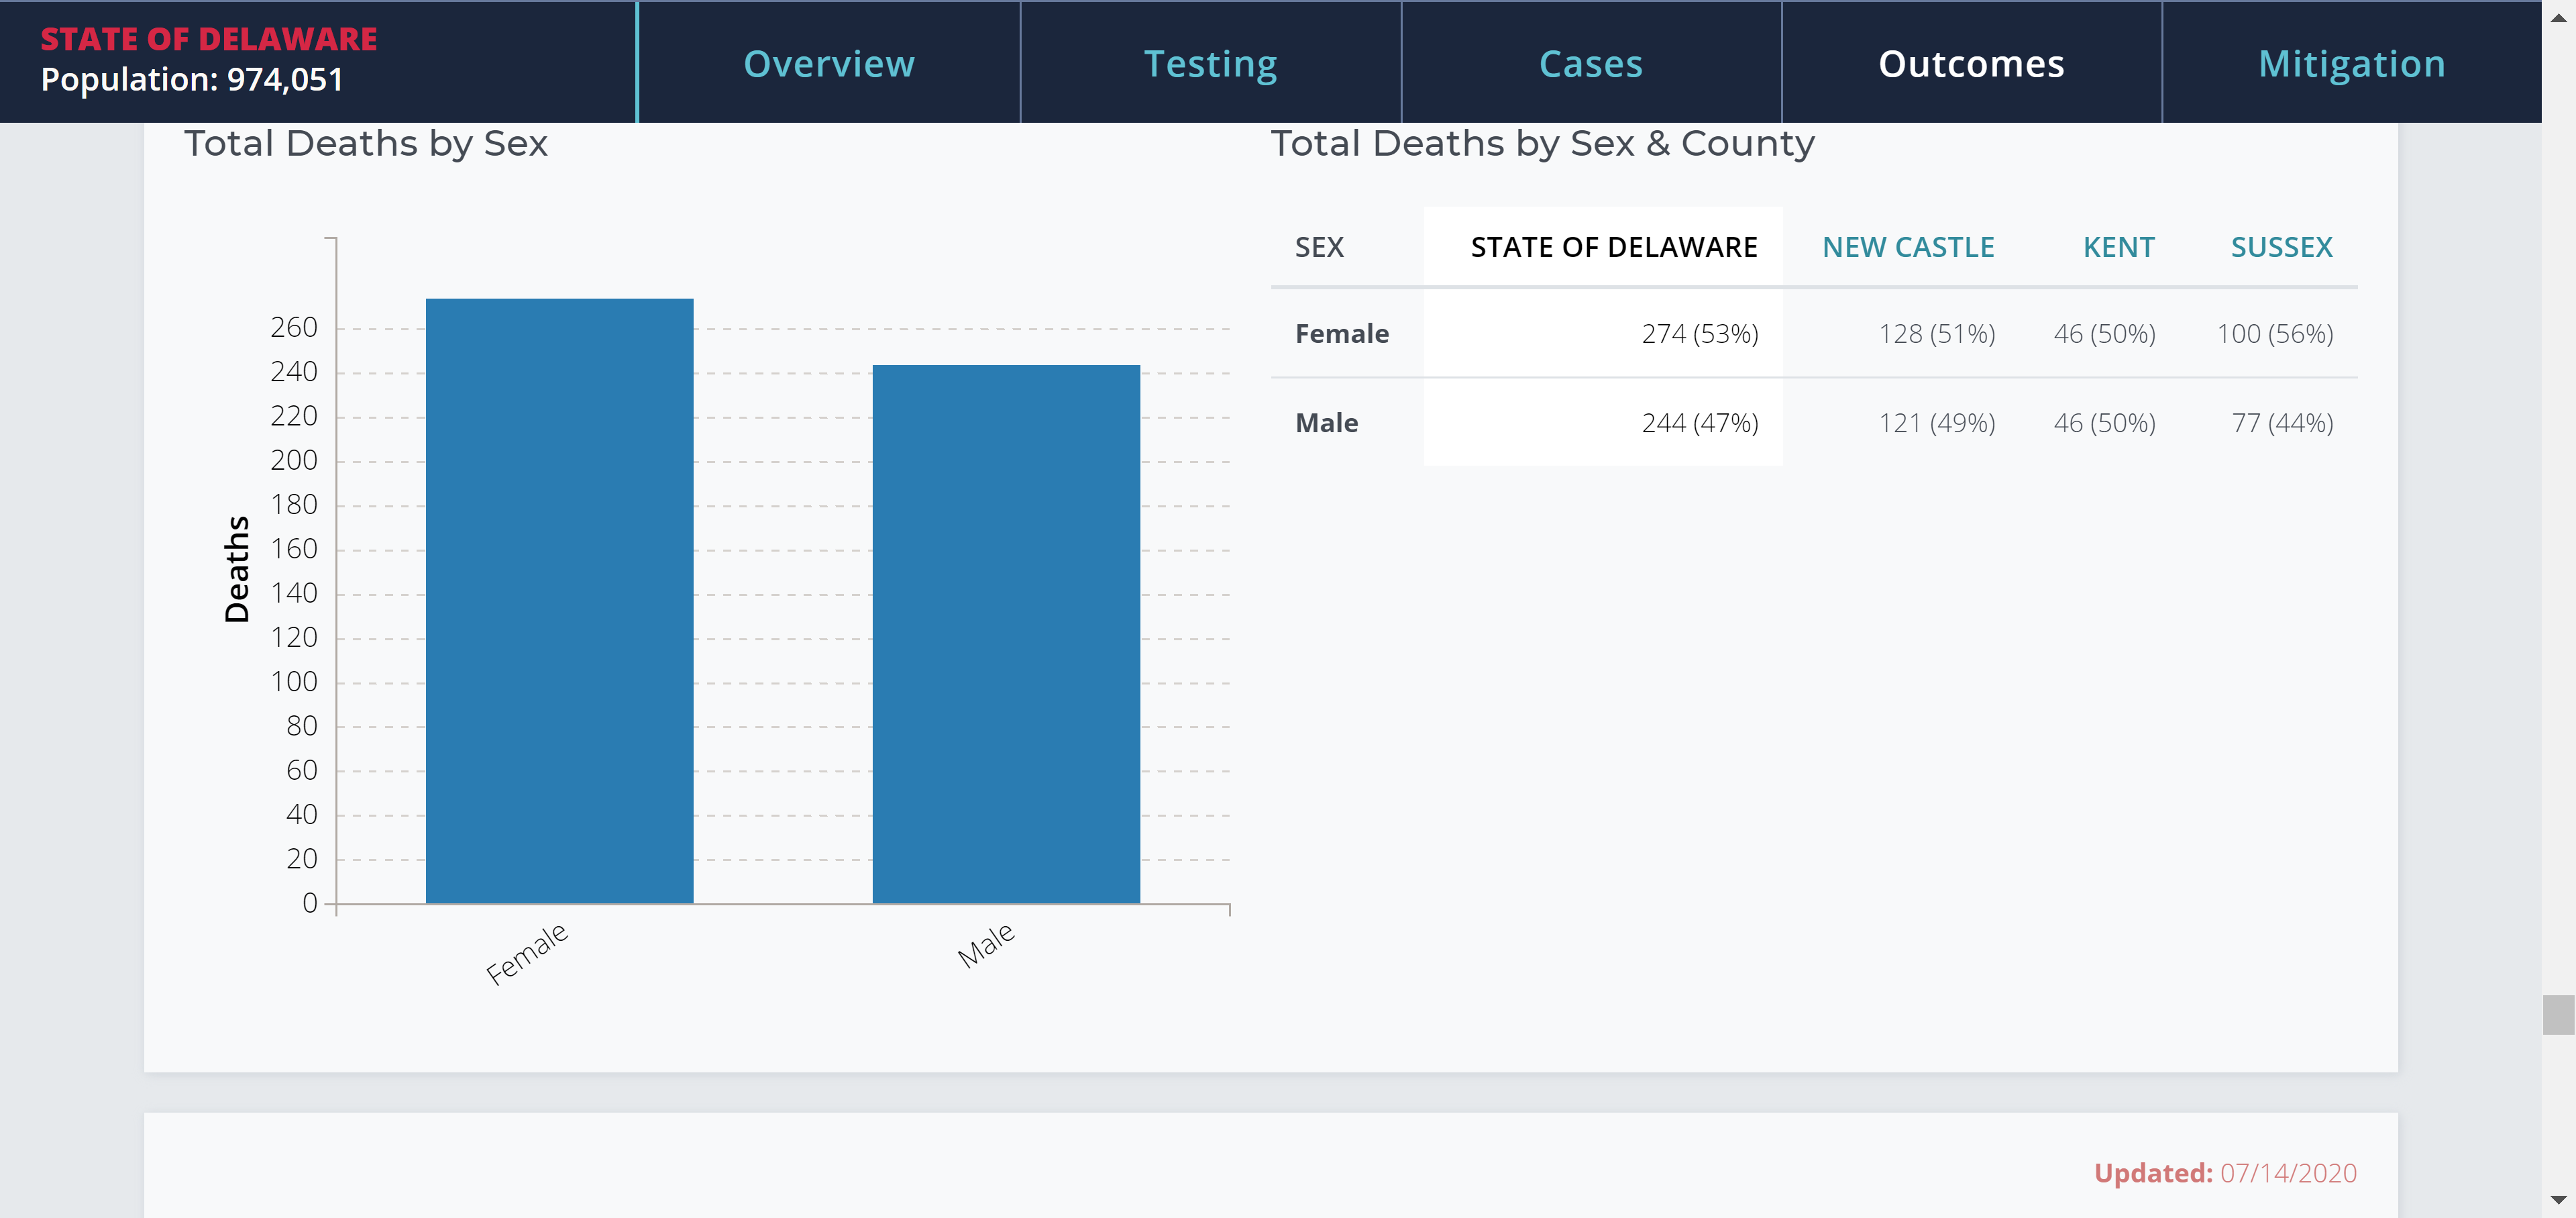 STATE OF DELAWARE
Population: 974,051
Overview
Testing
Cases
Outcomes
Mitigation
Total Deaths by Sex
Deaths
260
240
220
200
180
160
140
120
100
80
60
40
20
0
Female
Male
Total Deaths by Sex & County
SEX STATE OF DELAWARE NEW CASTLE KENT SUSSEX
Female 274 (53%) 128 (51%) 46 (50%) 100 (56%)
Male 244 (47%) 121 (49%) 46 (50%) 77 (44%)
Updated: 07/14/2020